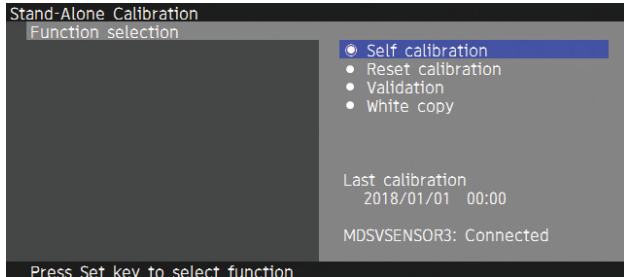 Stand-Alone Calibration
Function selection
Self calibration
Reset calibration
Validation
White copy
Last calibration
2018/01/01 00:00
MDSVSENSOR3: Connected
Press Set key to select function